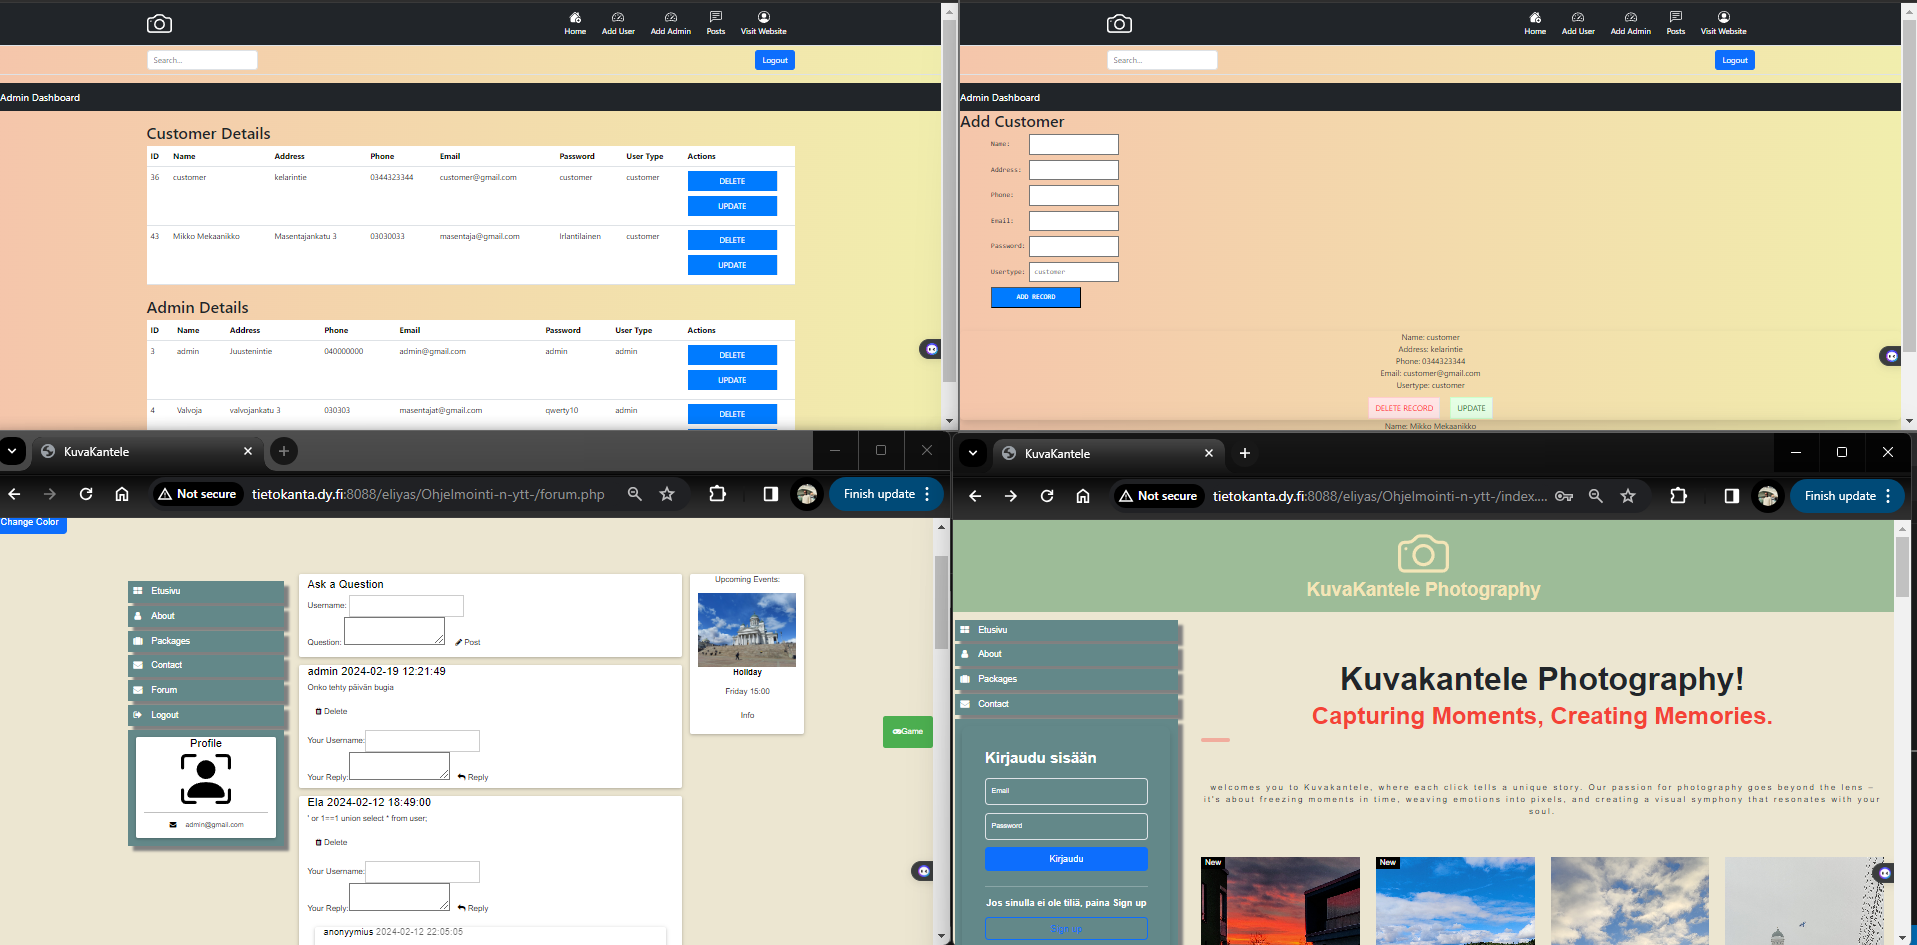 Home Add User Add Admin Posts Visit Website
Search...
Logout
Admin Dashboard
Customer Details
ID Name Address Phone Email Password User Type Actions
36 customer kelarintie 0344323344 customer@gmail.com customer customer DELETE
UPDATE
43 Mikko Mekaanikko Masentajankatu 3 03030033 masentaja@gmail.com Irlantilainen customer DELETE
UPDATE
Admin Details
ID Name Address Phone Email Password User Type Actions
3 admin Juustenintie 040000000 admin@gmail.com admin admin DELETE
UPDATE
4 Valvoja valvojankatu 3 030303 masentajat@gmail.com qwerty10 admin DELETE
Home Add User Add Admin Posts Visit Website
Search...
Logout
Admin Dashboard
Add Customer
Name:
Address:
Phone:
Email:
Password:
Usertype: customer
ADD RECORD
Name: customer
Address: kelarintie
Phone: 0344323344
Email: customer@gmail.com
Usertype: customer
DELETE RECORD UPDATE
Name: Mikko Mekaanikko
KuvaKantele
Not secure tietokanta.dy.fi:8088/eliyas/Ohjelmointi-n-ytt-/forum.php Finish update
Change Color
Etusivu
About
Packages
Contact
Forum
Logout
Profile
admin@gmail.com
Ask a Question
Username:
Question: Post
admin 2024-02-19 12:21:49
Onko tehty päivän bugia
Delete
Your Username:
Your Reply: Reply
Ela 2024-02-12 18:49:00
' or 1==1 union select * from user;
Delete
Your Username:
Your Reply: Reply
anonyymius 2024-02-12 22:05:05
Upcoming Events:
Holiday
Friday 15:00
Info
Game
KuvaKantele
Not secure tietokanta.dy.fi:8088/eliyas/Ohjelmointi-n-ytt-/index.... Finish update
KuvaKantele Photography
Etusivu
About
Packages
Contact
Kirjaudu sisään
Email
Password
Kirjaudu
Jos sinulla ei ole tiliä, paina Sign up
Sign up
Kuvakantele Photography!
Capturing Moments, Creating Memories.
welcomes you to Kuvakantele, where each click tells a unique story. Our passion for photography goes beyond the lens –
it's about freezing moments in time, weaving emotions into pixels, and creating a visual symphony that resonates with your
soul.
New
New